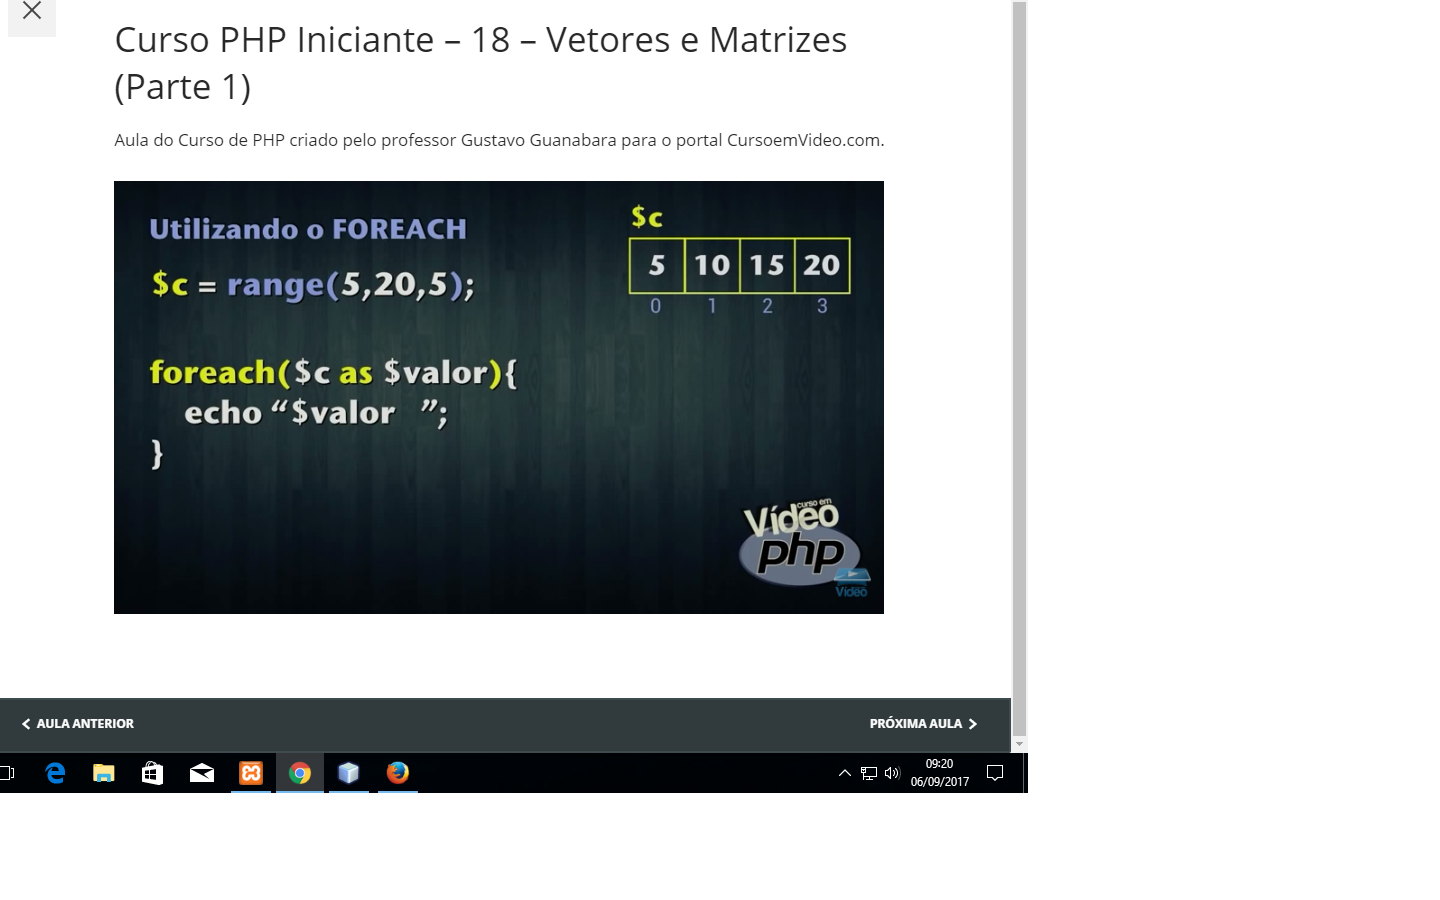 Curso PHP Iniciante – 18 – Vetores e Matrizes
(Parte 1)
Aula do Curso de PHP criado pelo professor Gustavo Guanabara para o portal CursoemVideo.com.
Utilizando o FOREACH
$c = range(5,20,5);
foreach($c as $valor){
echo “$valor ”;
}
$c
5 10 15 20
0 1 2 3
curso em
Vídeo
php
Vídeo
AULA ANTERIOR
PRÓXIMA AULA
09:20
06/09/2017